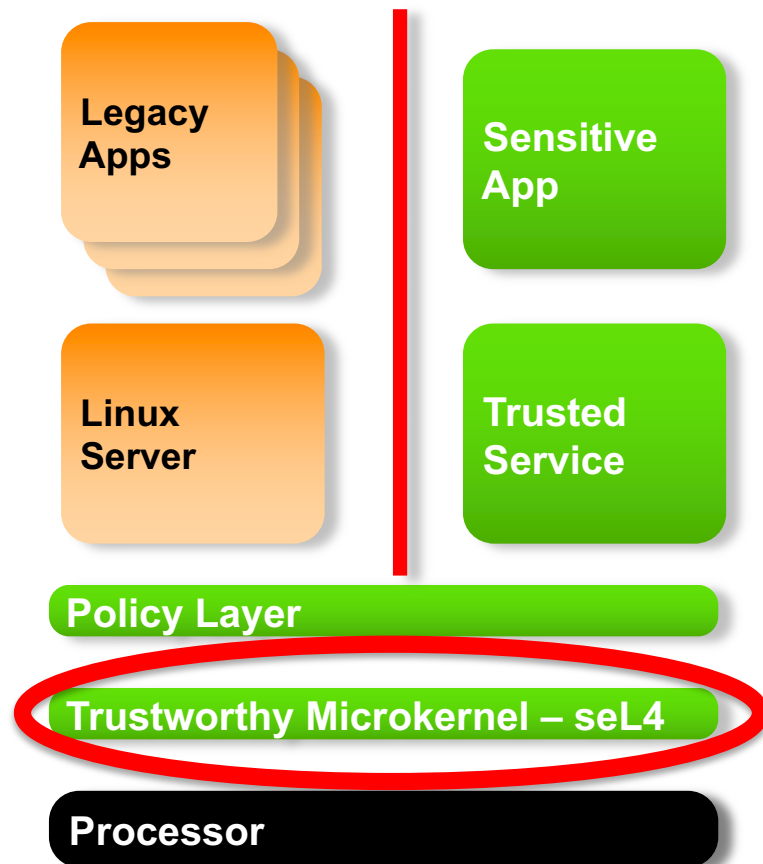 Legacy
Apps
Sensitive
App
Linux
Server
Trusted
Service
Policy Layer
Trustworthy Microkernel – seL4
Processor